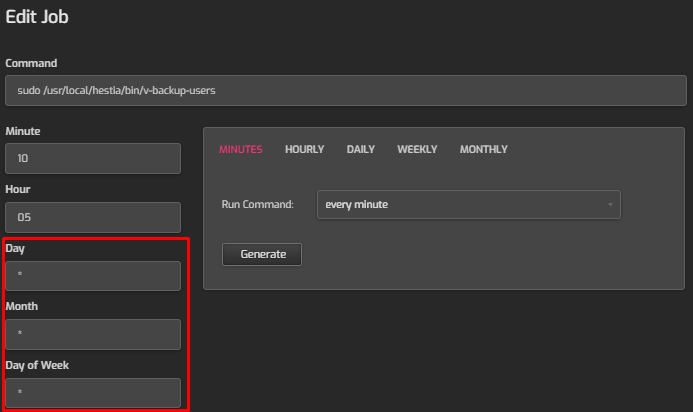 Edit Job
Command
sudo /usr/local/hestia/bin/v-backup-users
Minute
10
Hour
05
Day
*
Month
*
Day of Week
*
MINUTES HOURLY DAILY WEEKLY MONTHLY
Run Command: every minute
Generate